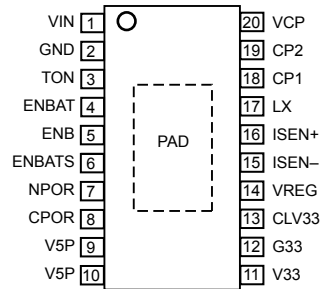 VIN 1 20 VCP
GND 2 19 CP2
TON 3 18 CP1
ENBAT 4 17 LX
ENB 5 16 ISEN+
ENBATS 6 15 ISEN–
NPOR 7 14 VREG
CPOR 8 13 CLV33
V5P 9 12 G33
V5P 10 11 V33
PAD